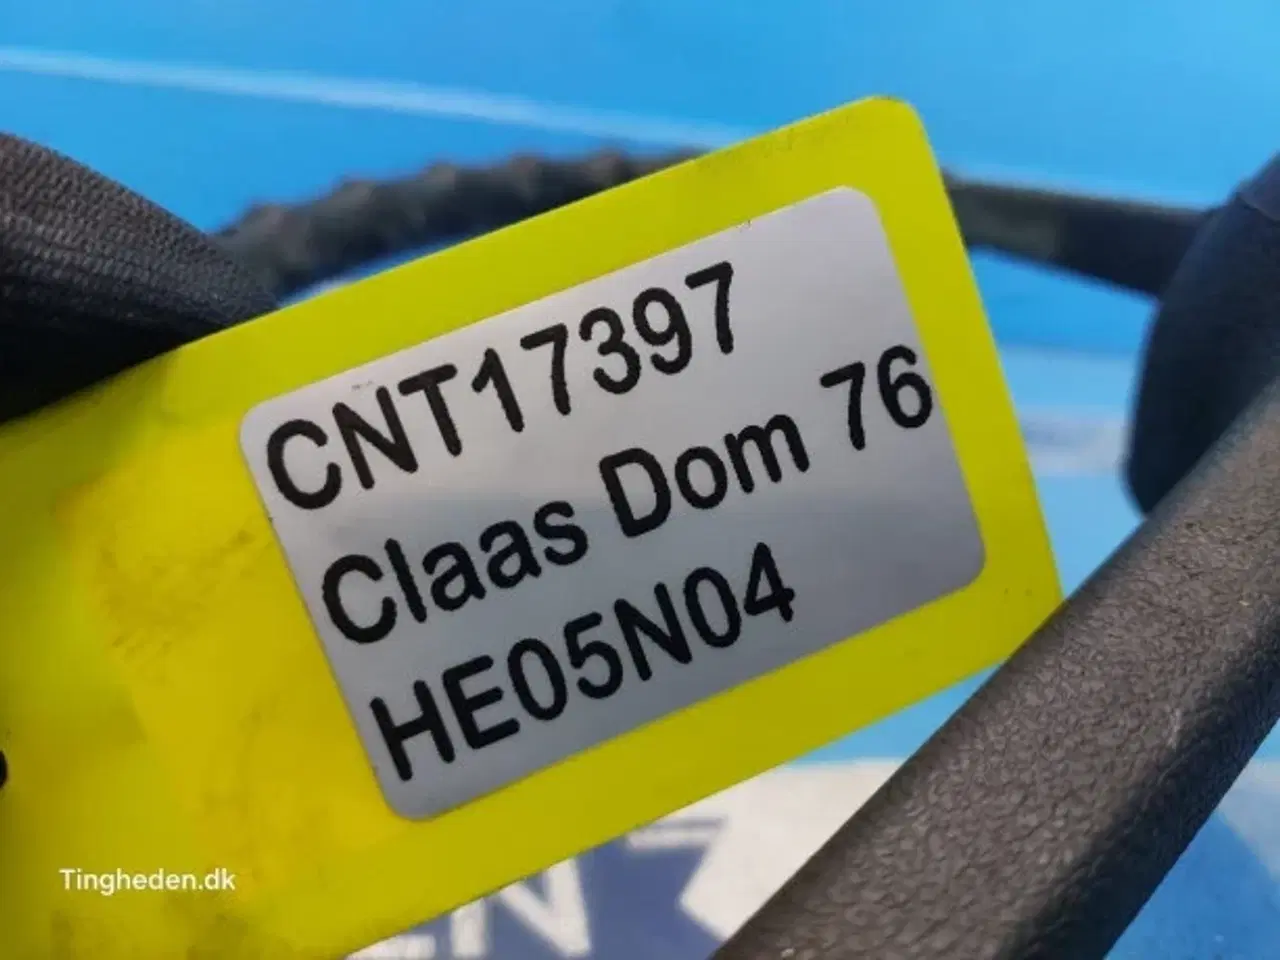 CNT17397
Claas Dom 76
HE05N04
Tingheden.dk